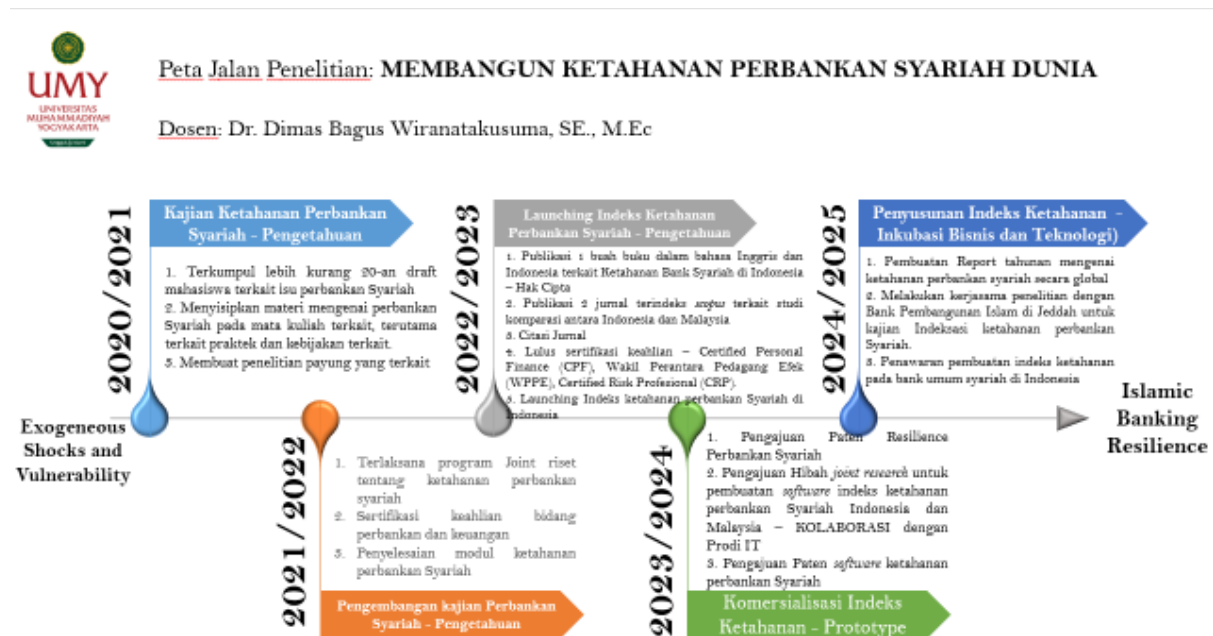 UMY
UNIVERSITAS
MUHAMMADIYAH
YOGYAKARTA
Peta Jalan Penelitian: MEMBANGUN KETAHANAN PERBANKAN SYARIAH DUNIA
Dosen: Dr. Dimas Bagus Wiranatakusuma, SE., M.Ec
2020/2021
Kajian Ketahanan Perbankan
Syariah - Pengetahuan
1. Terkumpul lebih kurang 20-an draft
mahasiswa terkait isu perbankan Syariah
2. Menyisipkan materi mengenai perbankan
Syariah pada mata kuliah terkait, terutama
terkait praktek dan kebijakan terkait.
3. Membuat penelitian payung yang terkait
2022/2023
Launching Indeks Ketahanan
Perbankan Syariah - Pengetahuan
1. Publikasi 1 buah buku dalam bahasa Inggris dan
Indonesia terkait Ketahanan Bank Syariah di Indonesia
– Hak Cipta
2. Publikasi 2 jurnal terindeks scopus terkait studi
komparasi antara Indonesia dan Malaysia
3. Citasi Jurnal
4. Lulus sertifikasi keahlian – Certified Personal
Finance (CPF), Wakil Perantara Pedagang Efek
(WPPE), Certified Risk Profesional (CRP).
5. Launching Indeks ketahanan perbankan Syariah di
Indonesia
2024/2025
Penyusunan Indeks Ketahanan -
Inkubasi Bisnis dan Teknologi)
1. Pembuatan Report tahunan mengenai
ketahanan perbankan syariah secara global
2. Melakukan kerjasama penelitian dengan
Bank Pembangunan Islam di Jeddah untuk
kajian Indeksasi ketahanan perbankan
Syariah.
3. Penawaran pembuatan indeks ketahanan
pada bank umum syariah di Indonesia
Exogeneous
Shocks and
Vulnerability
Islamic
Banking
Resilience
2021/2022
1. Terlaksana program Joint riset
tentang ketahanan perbankan
syariah
2. Sertifikasi keahlian bidang
perbankan dan keuangan
3. Penyelesaian modul ketahanan
perbankan Syariah
Pengembangan kajian Perbankan
Syariah - Pengetahuan
2023/2024
1. Pengajuan Paten Resilience
Perbankan Syariah
2. Pengajuan Hibah joint research untuk
pembuatan software indeks ketahanan
perbankan Syariah Indonesia dan
Malaysia – KOLABORASI dengan
Prodi IT
3. Pengajuan Paten software ketahanan
perbankan Syariah
Komersialisasi Indeks
Ketahanan - Prototype